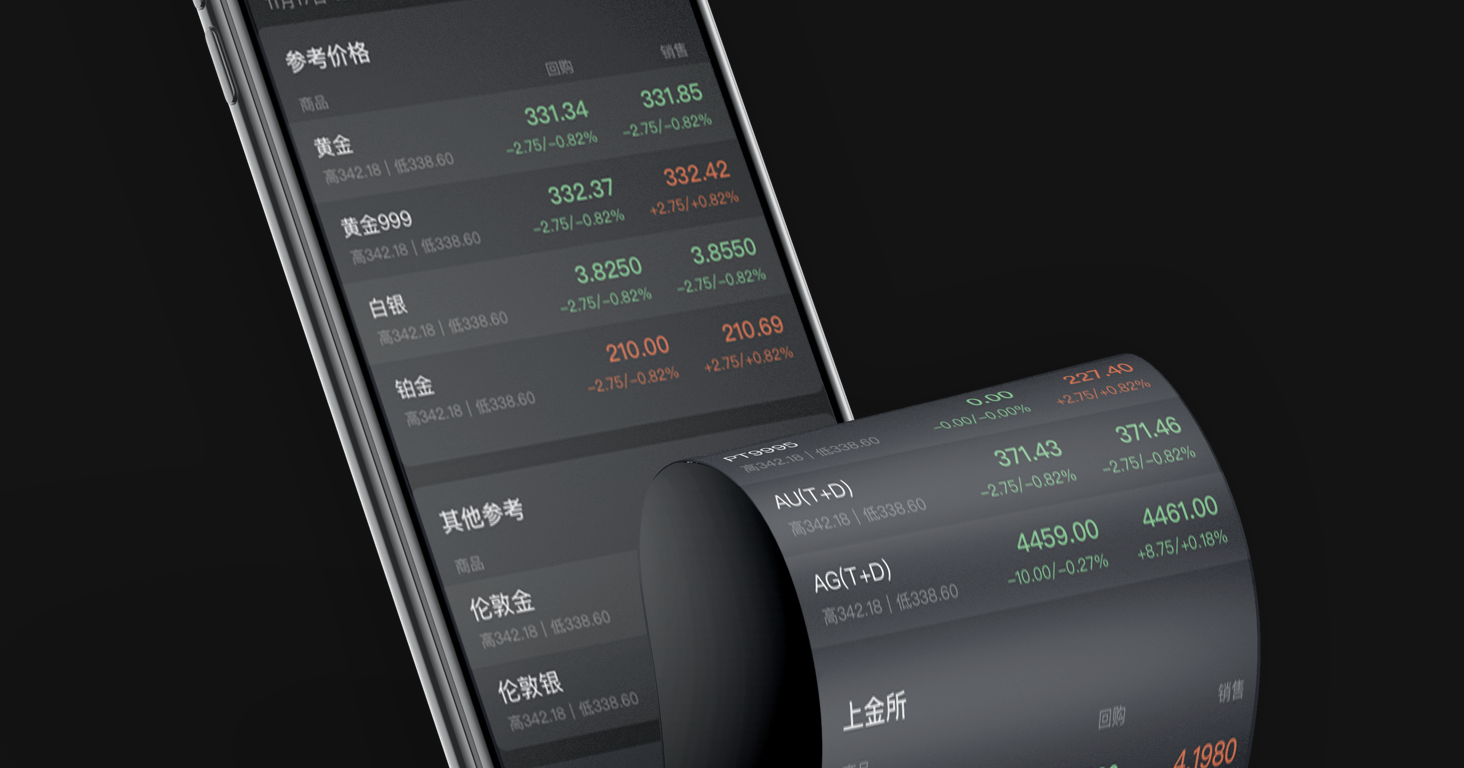 11月17日
参考价格
商品 回购 销售
黄金 331.34 331.85
高342.18 | 低338.60 -2.75/-0.82% -2.75/-0.82%
黄金999 332.37 332.42
高342.18 | 低338.60 -2.75/-0.82% +2.75/+0.82%
白银 3.8250 3.8550
高342.18 | 低338.60 -2.75/-0.82% -2.75/-0.82%
铂金 210.00 210.69
高342.18 | 低338.60 -2.75/-0.82% +2.75/+0.82%
其他参考
商品
伦敦金
高342.18 | 低338.60
伦敦银
高342.18 | 低338.60
PT9995 0.00 227.40
高342.18 | 低338.60 -0.00/-0.00% +2.75/+0.82%
AU(T+D) 371.43 371.46
高342.18 | 低338.60 -2.75/-0.82% -2.75/-0.82%
AG(T+D) 4459.00 4461.00
高342.18 | 低338.60 -10.00/-0.27% +8.75/+0.18%
上金所
商品 回购 销售
4.1980